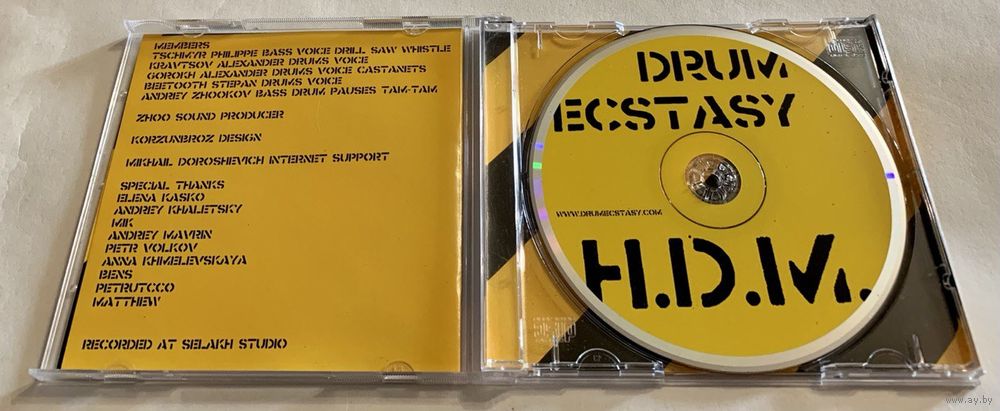 MEMBERS
TSCHMYR PHILIPPE BASS VOICE DRILL SAW WHISTLE
KRAVTSOV ALEXANDER DRUMS VOICE
GOROKH ALEXANDER DRUMS VOICE CASTANETS
BEETOOTH STEPAN DRUMS VOICE
ANDREY ZHOOKOV BASS DRUM PAUSES TAM-TAM
ZHOO SOUND PRODUCER
KORZUNBROZ DESIGN
MIKHAIL DOROSHIEVICH INTERNET SUPPORT
SPECIAL THANKS
ELENA KASKO
ANDREY KHALETSKY
MIK
ANDREY MAVRIN
PETR VOLKOV
ANNA KHMELEVSKAYA
BENS
PETRUTCCO
MATTHEW
RECORDED AT SELAKH STUDIO
DRUM
ECSTASY
WWW.DRUMECSTASY.COM
H.D.M.
www.ay.by